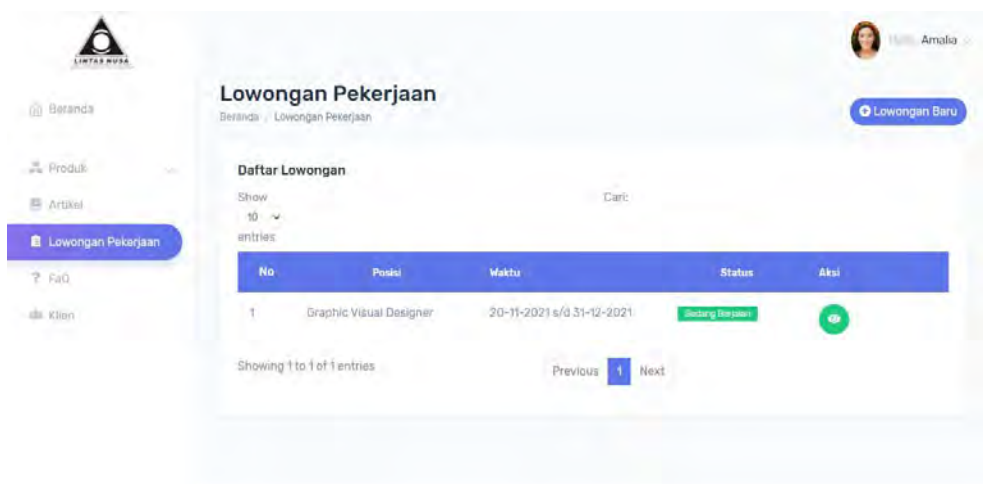 LINTAS NUSA
Amalia
Beranda
Produk
Artikel
Lowongan Pekerjaan
FaQ
Klien
Lowongan Pekerjaan
Beranda / Lowongan Pekerjaan
Lowongan Baru
Daftar Lowongan
Show
10
entries
Cari:
No Posisi Waktu Status Aksi
1 Graphic Visual Designer 20-11-2021 s/d 31-12-2021 Sedang Berjalan
Showing 1 to 1 of 1 entries
Previous 1 Next